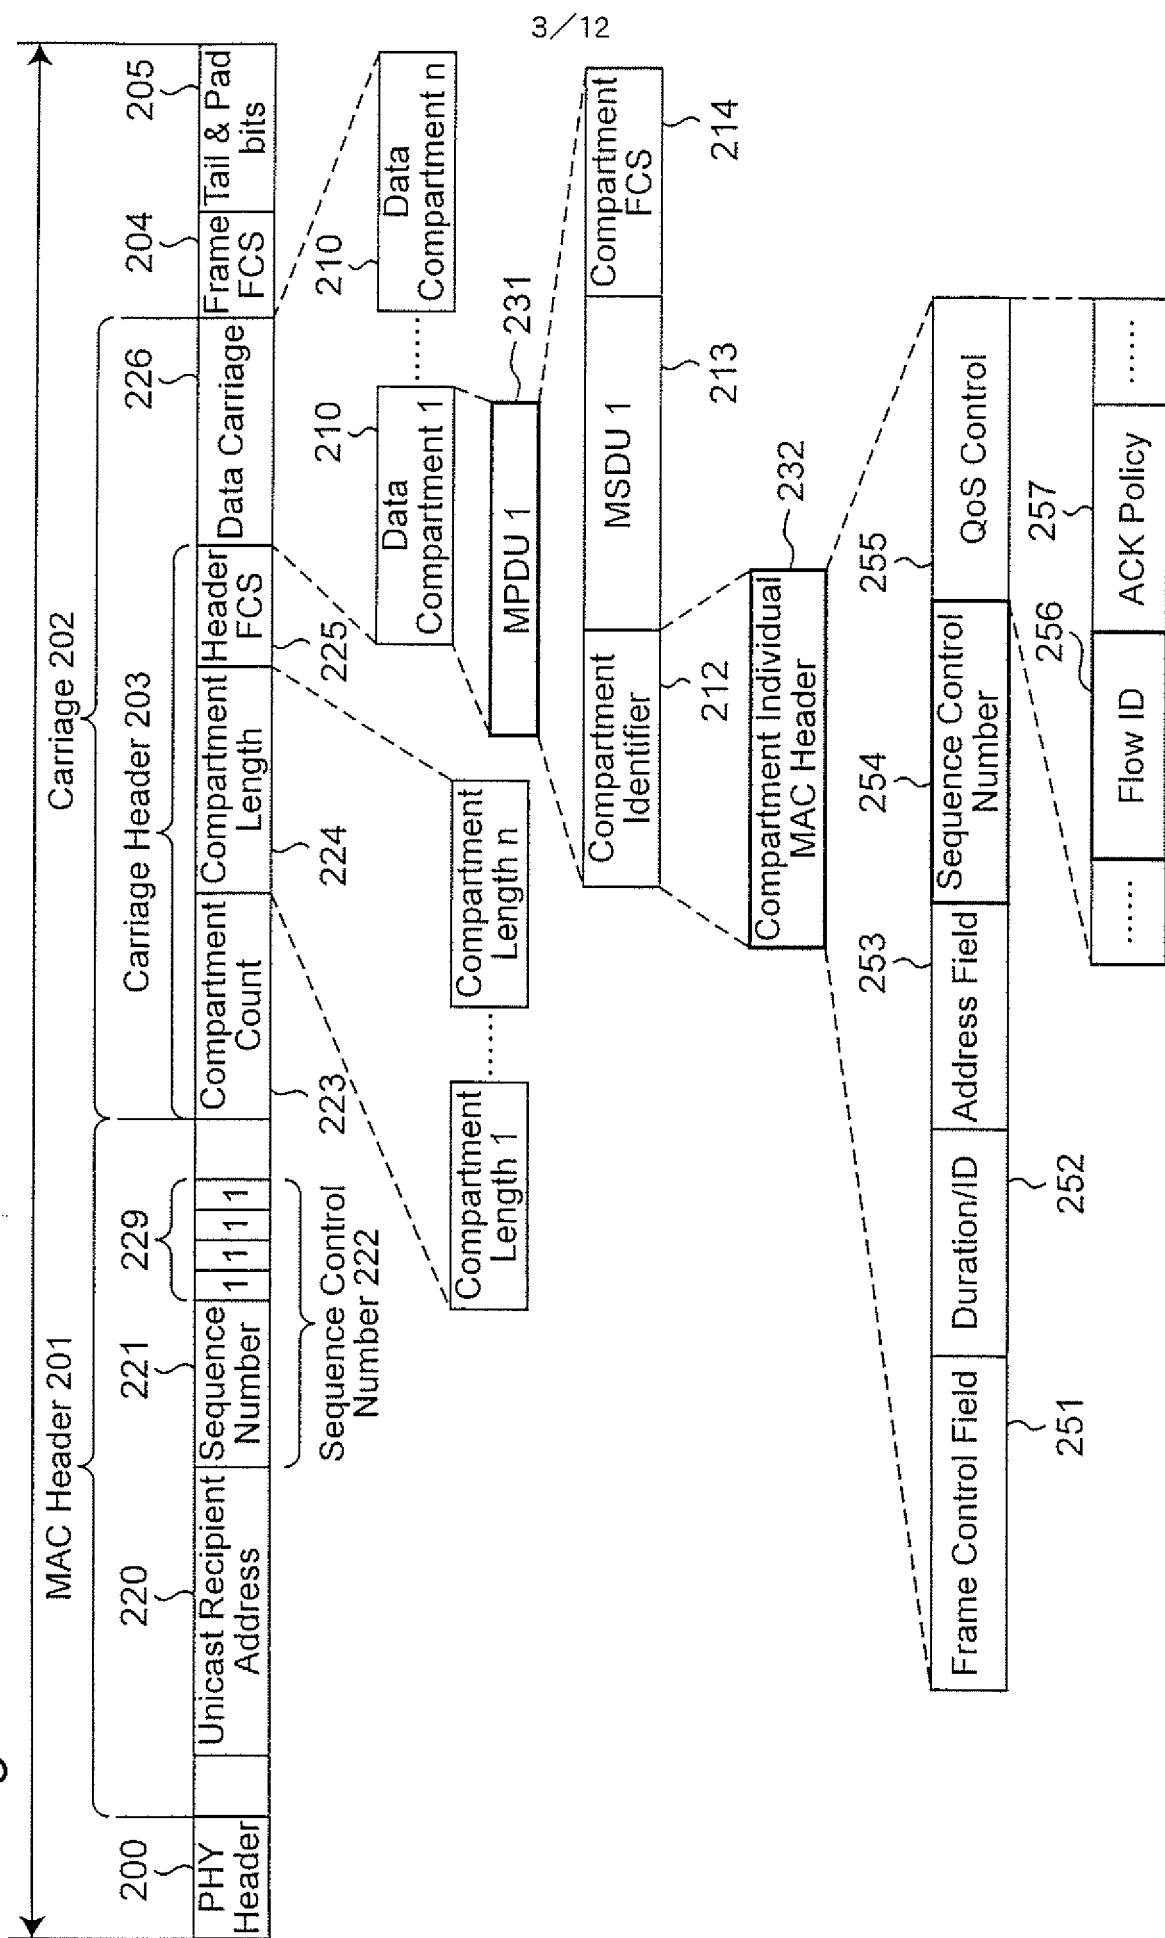 3/12
MAC Header 201
Carriage 202
Carriage Header 203
200
220
221
229
226
204
205
PHY
Header
Unicast Recipient
Address
Sequence
Number
1 1 1 1
Compartment
Count
Compartment
Length
Header
FCS
Data Carriage
Frame
FCS
Tail & Pad
bits
223
224
225
Sequence Control
Number 222
Compartment
Length 1
......
Compartment
Length n
210
210
Data
Compartment 1
......
Data
Compartment n
231
MPDU 1
Compartment
Identifier
MSDU 1
Compartment
FCS
212
213
214
232
Compartment Individual
MAC Header
253
254
255
Frame Control Field
Duration/ID
Address Field
Sequence Control
Number
QoS Control
251
252
256
257
......
Flow ID
ACK Policy
......